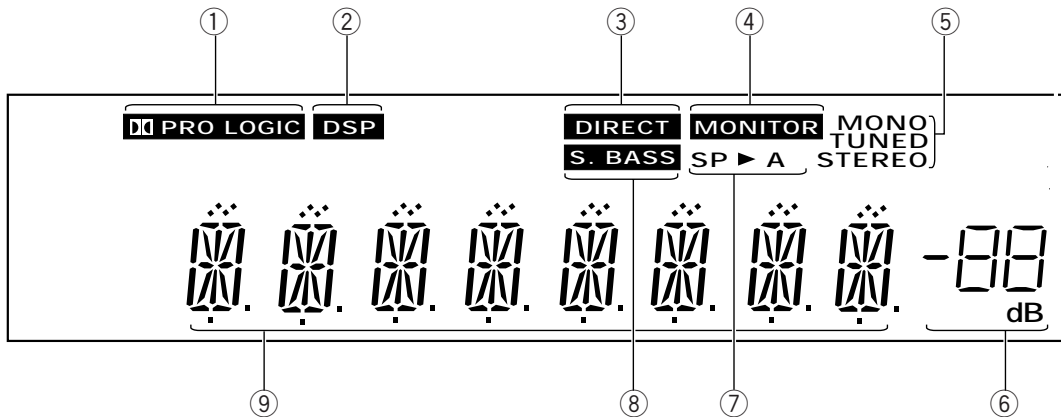 ① ② ③ ④ ⑤
PRO LOGIC DSP DIRECT MONITOR MONO
TUNED
S. BASS SP ► A STEREO
-88
dB
⑨ ⑧ ⑦ ⑥